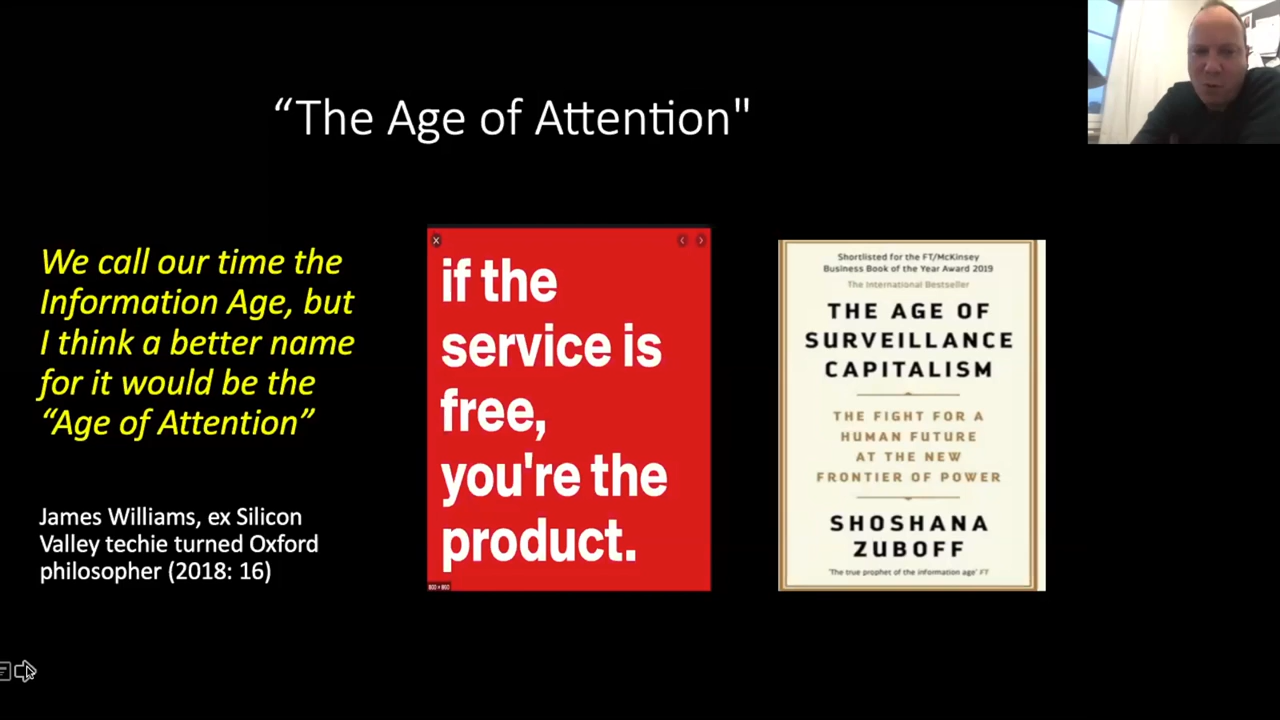 “The Age of Attention"
We call our time the
Information Age, but
I think a better name
for it would be the
“Age of Attention”
James Williams, ex Silicon
Valley techie turned Oxford
philosopher (2018: 16)
if the
service is
free,
you're the
product.
Shortlisted for the FT/McKinsey
Business Book of the Year Award 2019
The International Bestseller
THE AGE OF
SURVEILLANCE
CAPITALISM
THE FIGHT FOR A
HUMAN FUTURE
AT THE NEW
FRONTIER OF POWER
SHOSHANA
ZUBOFF
'The true prophet of the information age' FT